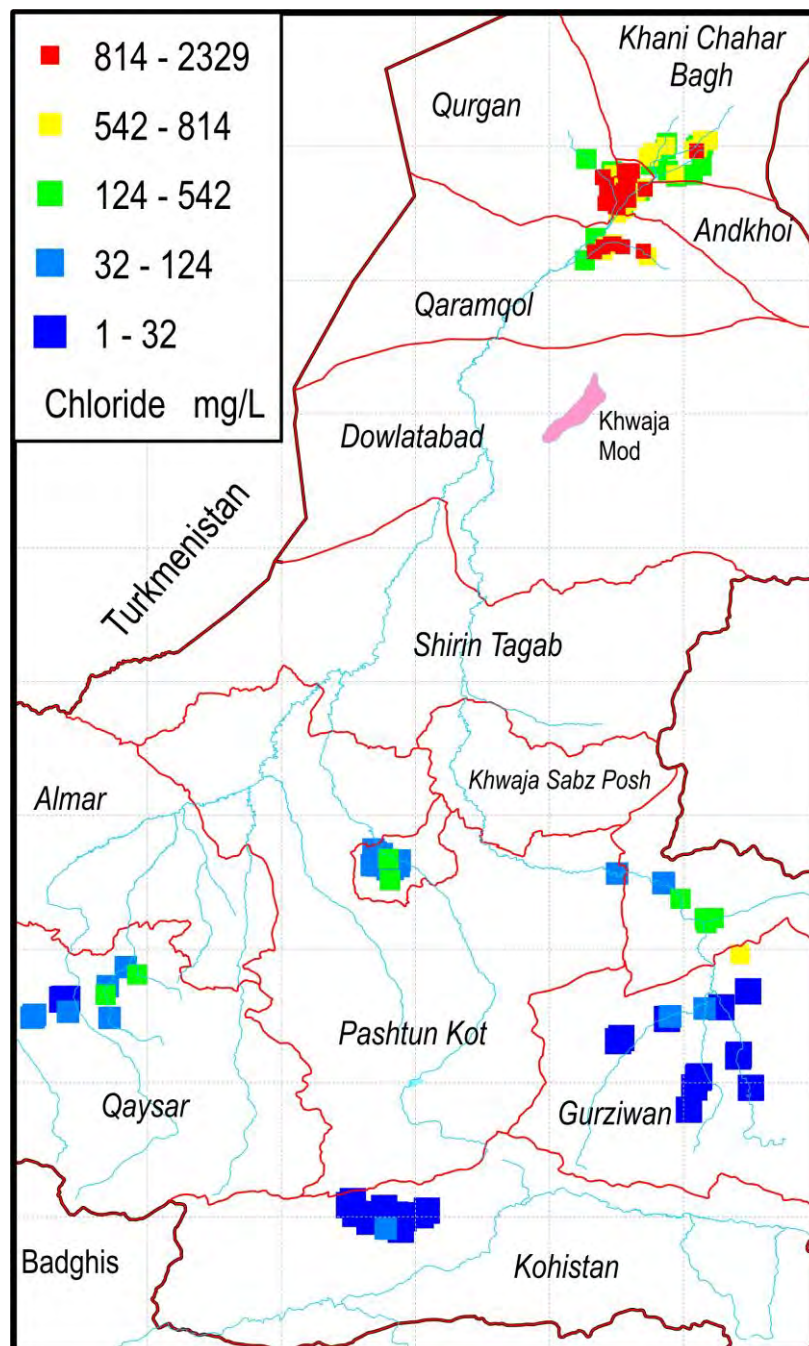 814 - 2329
542 - 814
124 - 542
32 - 124
1 - 32
Chloride mg/L
Khani Chahar
Bagh
Qurgan
Andkhoi
Qaramqol
Dowlatabad
Khwaja
Mod
Turkmenistan
Shirin Tagab
Khwaja Sabz Posh
Almar
Pashtun Kot
Qaysar
Gurziwan
Badghis
Kohistan